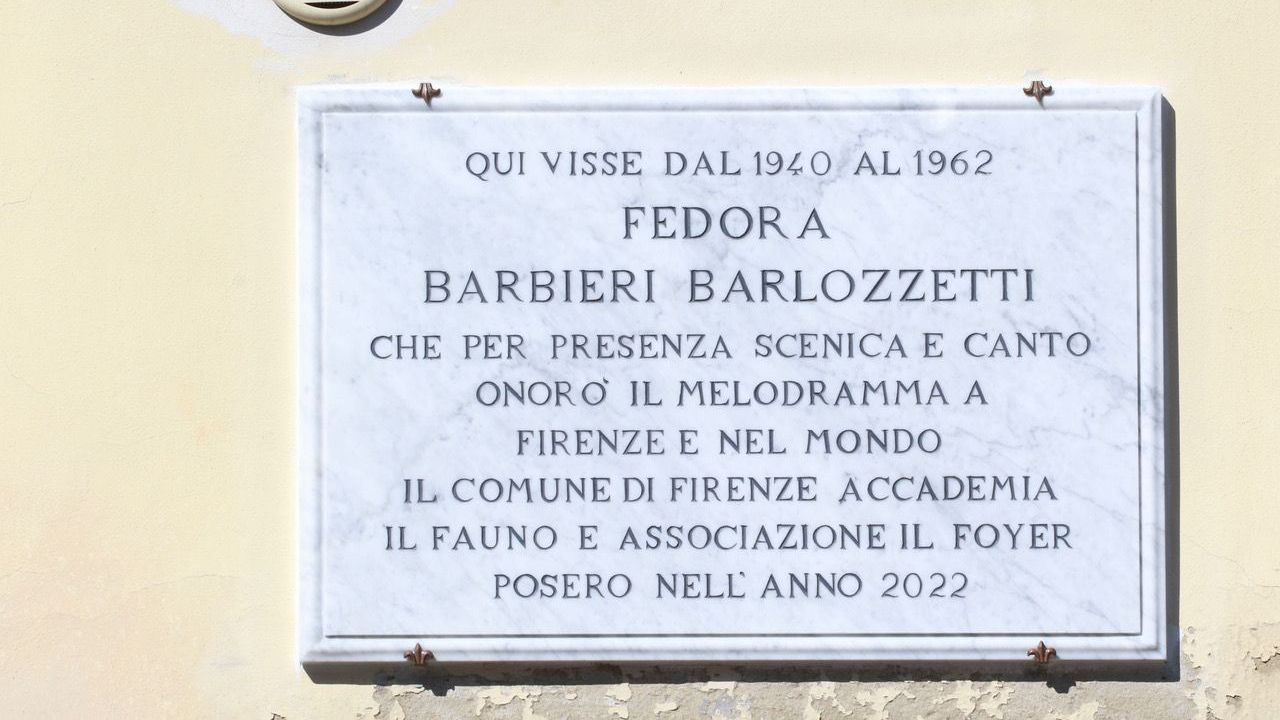 QUI VISSE DAL 1940 AL 1962
FEDORA
BARBIERI BARLOZZETTI
CHE PER PRESENZA SCENICA E CANTO
ONORO' IL MELODRAMMA A
FIRENZE E NEL MONDO
IL COMUNE DI FIRENZE ACCADEMIA
IL FAUNO E ASSOCIAZIONE IL FOYER
POSERO NELL' ANNO 2022